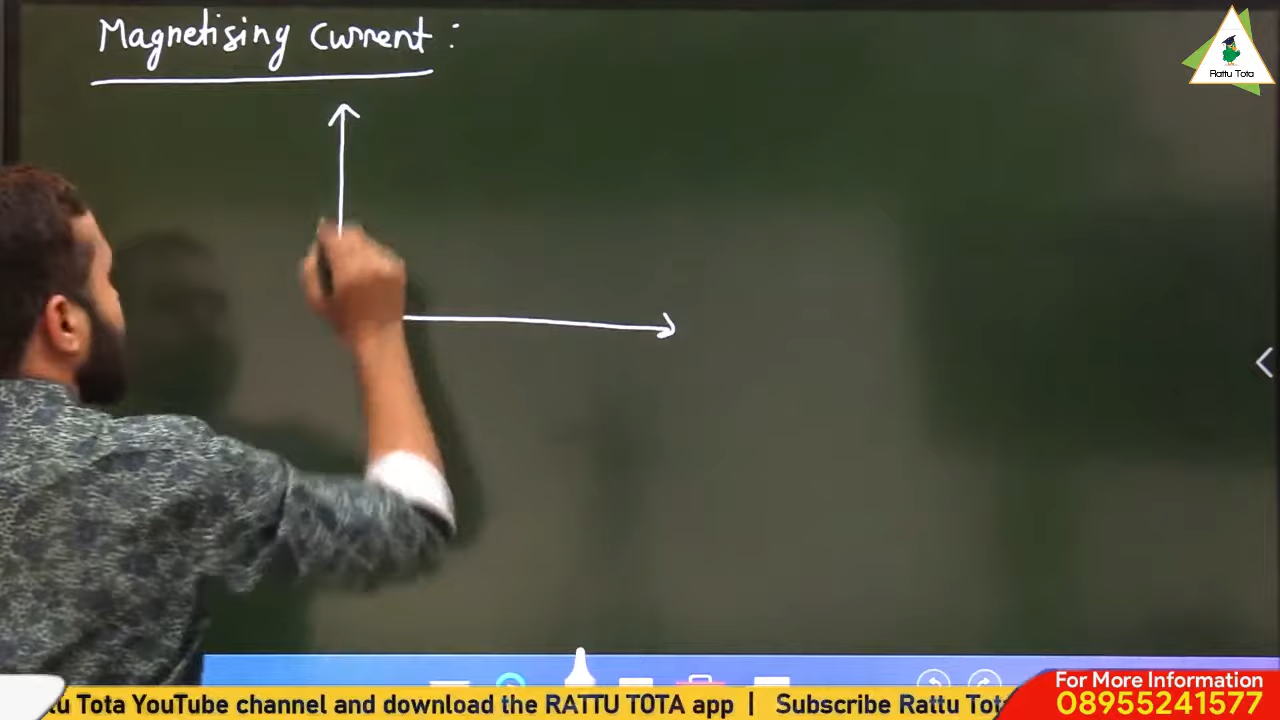 Magnetising Current :
Rattu Tota
For More Information
08955241577
tu Tota YouTube channel and download the RATTU TOTA app | Subscribe Rattu Tot